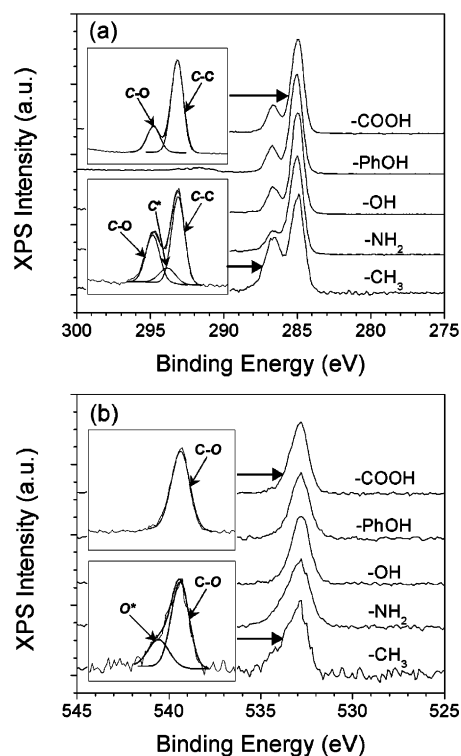 (a)
XPS Intensity (a.u.)
C-O
C-C
C*
C-C
C-O
-COOH
-PhOH
-OH
-NH₂
-CH₃
300 295 290 285 280 275
Binding Energy (eV)
(b)
XPS Intensity (a.u.)
C-O
C-O
O*
-COOH
-PhOH
-OH
-NH₂
-CH₃
545 540 535 530 525
Binding Energy (eV)